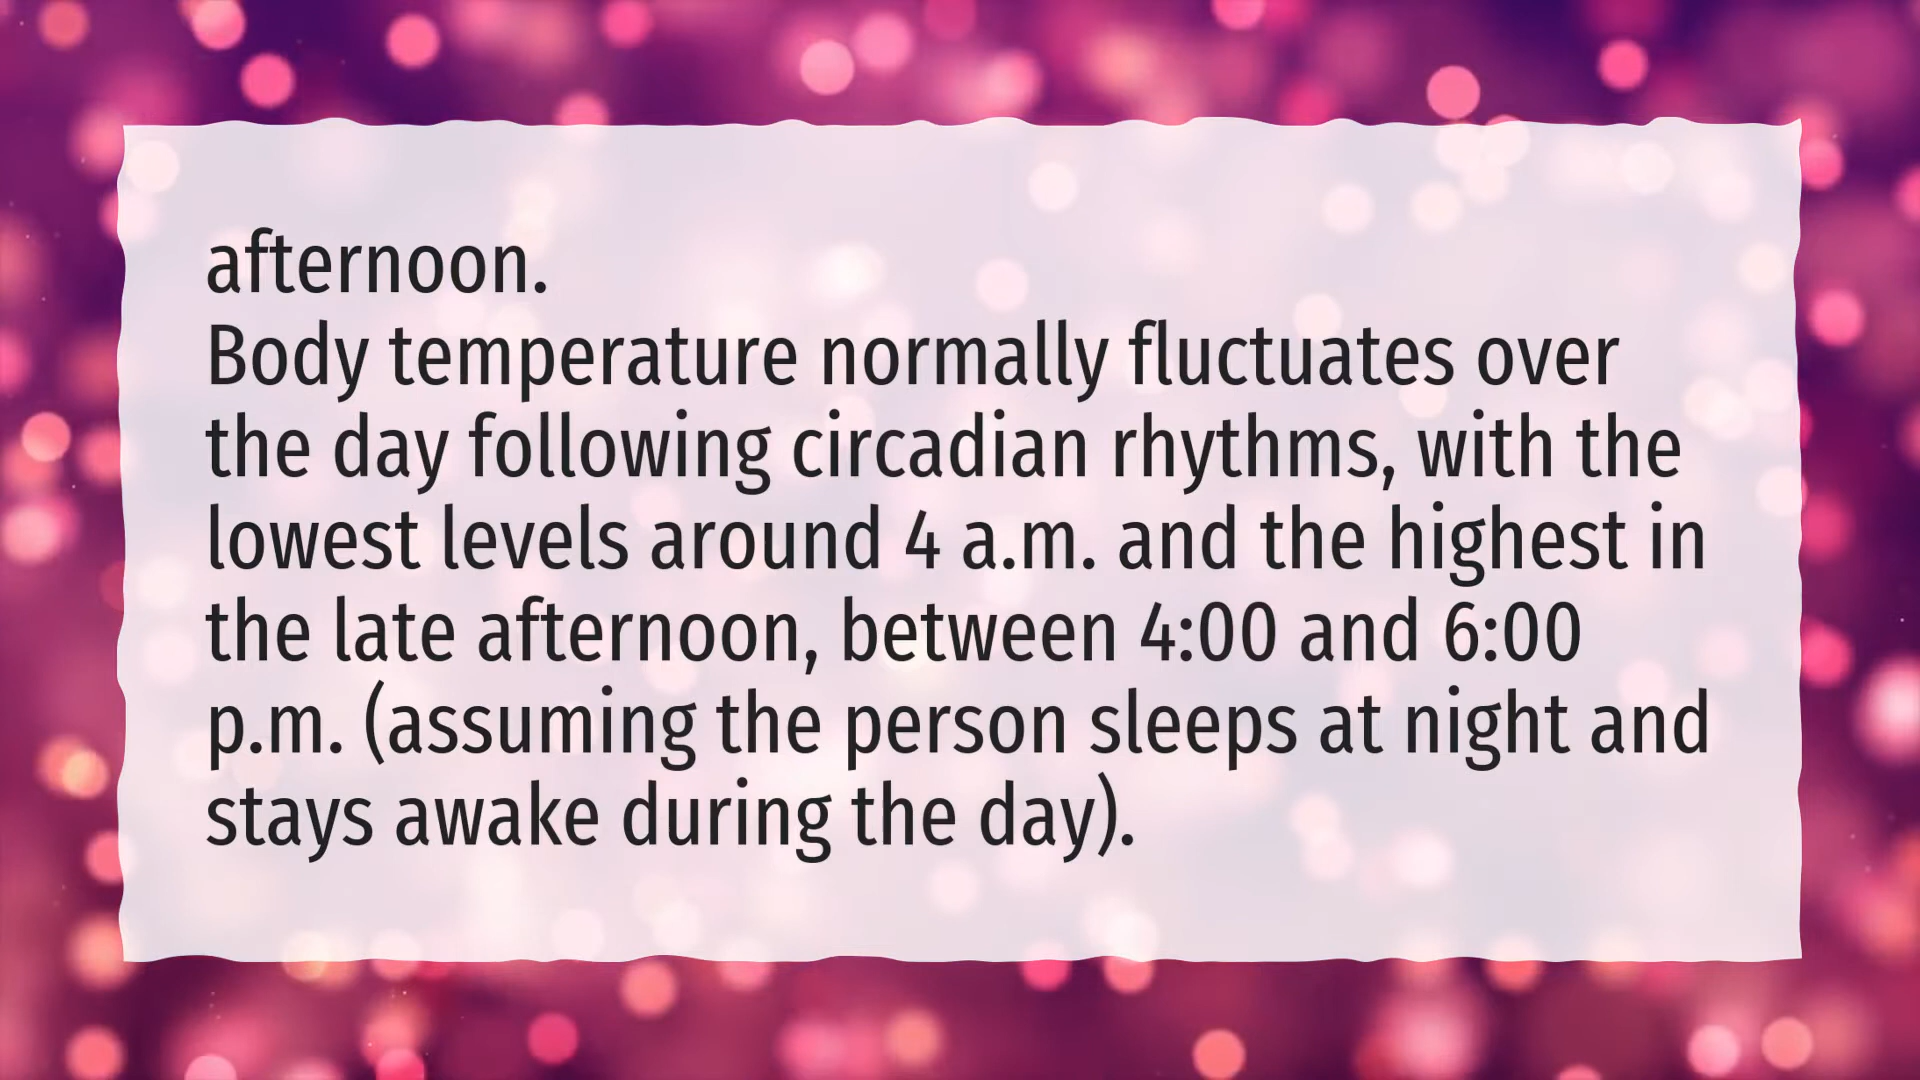 afternoon.
Body temperature normally fluctuates over
the day following circadian rhythms, with the
lowest levels around 4 a.m. and the highest in
the late afternoon, between 4:00 and 6:00
p.m. (assuming the person sleeps at night and
stays awake during the day).